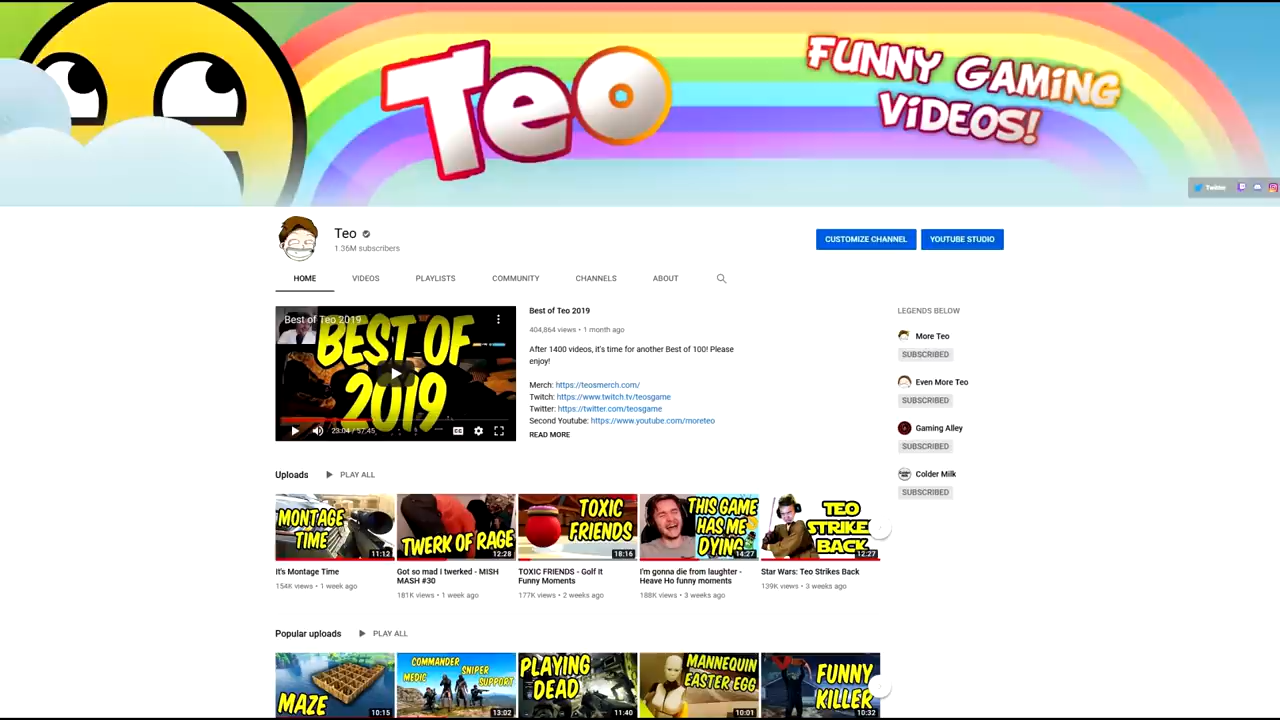 Teo
FUNNY GAMING
VIDEOS!
Twitter
Teo
1.36M subscribers
CUSTOMIZE CHANNEL
YOUTUBE STUDIO
HOME
VIDEOS
PLAYLISTS
COMMUNITY
CHANNELS
ABOUT
Best of Teo 2019
BEST OF
2019
23:04 / 57:45
Best of Teo 2019
404,864 views • 1 month ago
After 1400 videos, it's time for another Best of 100! Please
enjoy!
Merch: https://teosmerch.com/
Twitch: https://www.twitch.tv/teosgame
Twitter: https://twitter.com/teosgame
Second Youtube: https://www.youtube.com/moreteo
READ MORE
LEGENDS BELOW
More Teo
SUBSCRIBED
Even More Teo
SUBSCRIBED
Gaming Alley
SUBSCRIBED
Colder Milk
SUBSCRIBED
Uploads
PLAY ALL
MONTAGE
TIME
11:12
It's Montage Time
154K views • 1 week ago
TWERK OF RAGE
12:28
Got so mad I twerked - MISH
MASH #30
181K views • 1 week ago
TOXIC
FRIENDS
18:16
TOXIC FRIENDS - Golf It
Funny Moments
177K views • 2 weeks ago
THIS GAME
HAS ME
DYING
14:27
I'm gonna die from laughter -
Heave Ho funny moments
188K views • 3 weeks ago
TEO
STRIKE
BACK
12:27
Star Wars: Teo Strikes Back
139K views • 3 weeks ago
Popular uploads
PLAY ALL
MAZE
10:15
COMMANDER
MEDIC
SNIPER
SUPPORT
13:02
PLAYING
DEAD
11:40
MANNEQUIN
EASTER EGG
10:01
FUNNY
KILLER
10:32